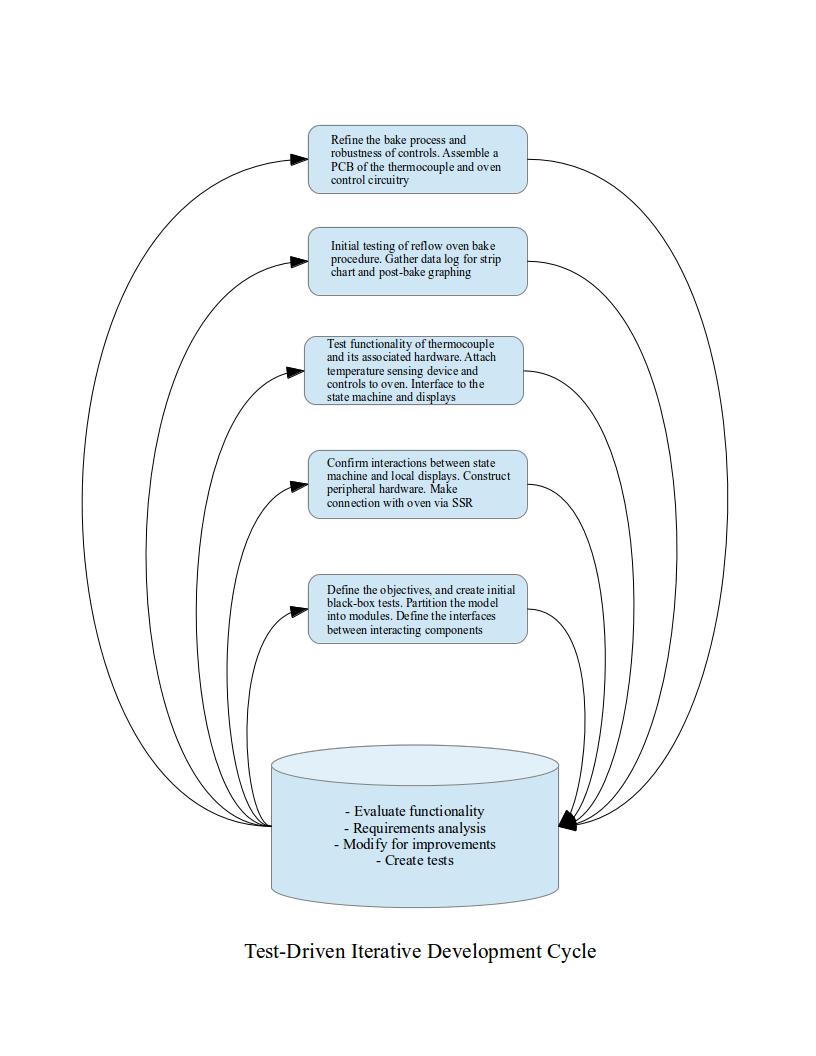 Refine the bake process and
robustness of controls. Assemble a
PCB of the thermocouple and oven
control circuitry
Initial testing of reflow oven bake
procedure. Gather data log for strip
chart and post-bake graphing
Test functionality of thermocouple
and its associated hardware. Attach
temperature sensing device and
controls to oven. Interface to the
state machine and displays
Confirm interactions between state
machine and local displays. Construct
peripheral hardware. Make
connection with oven via SSR
Define the objectives, and create initial
black-box tests. Partition the model
into modules. Define the interfaces
between interacting components
- Evaluate functionality
- Requirements analysis
- Modify for improvements
- Create tests
Test-Driven Iterative Development Cycle